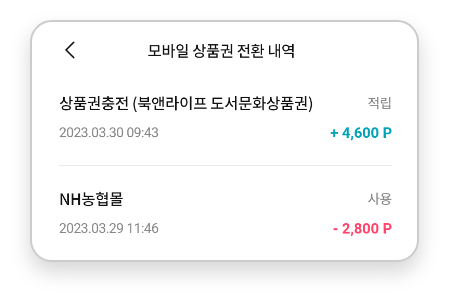 모바일 상품권 전환 내역
상품권충전 (북앤라이프 도서문화상품권) 적립
2023.03.30 09:43 + 4,600 P
NH농협몰 사용
2023.03.29 11:46 - 2,800 P